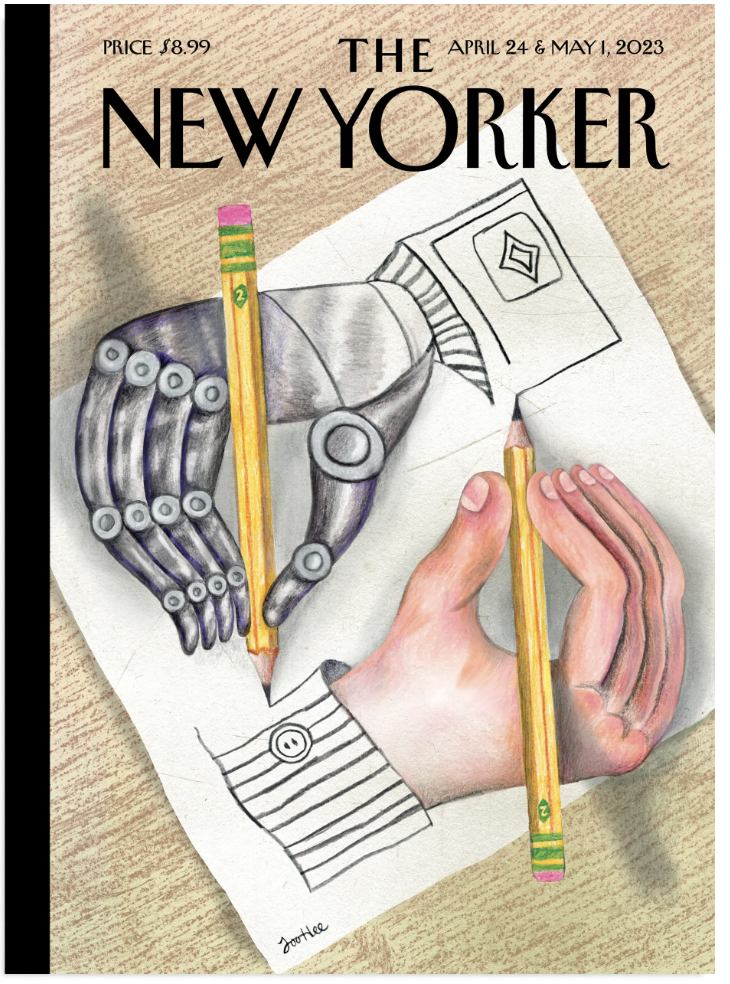 PRICE $8.99
THE
APRIL 24 & MAY 1, 2023
NEW YORKER
2
2
JooHee